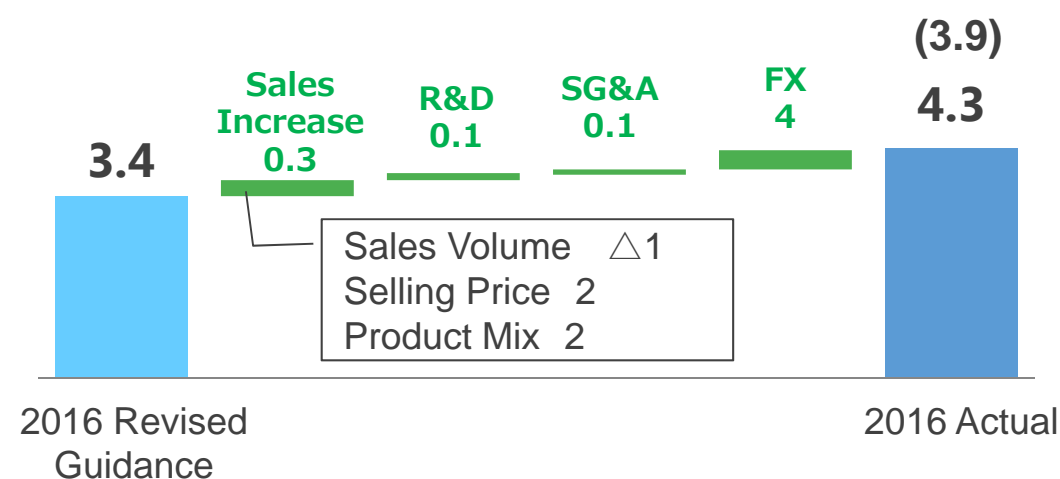 (3.9)
4.3
Sales
Increase
0.3
R&D
0.1
SG&A
0.1
FX
4
3.4
Sales Volume △1
Selling Price 2
Product Mix 2
2016 Revised
Guidance
2016 Actual